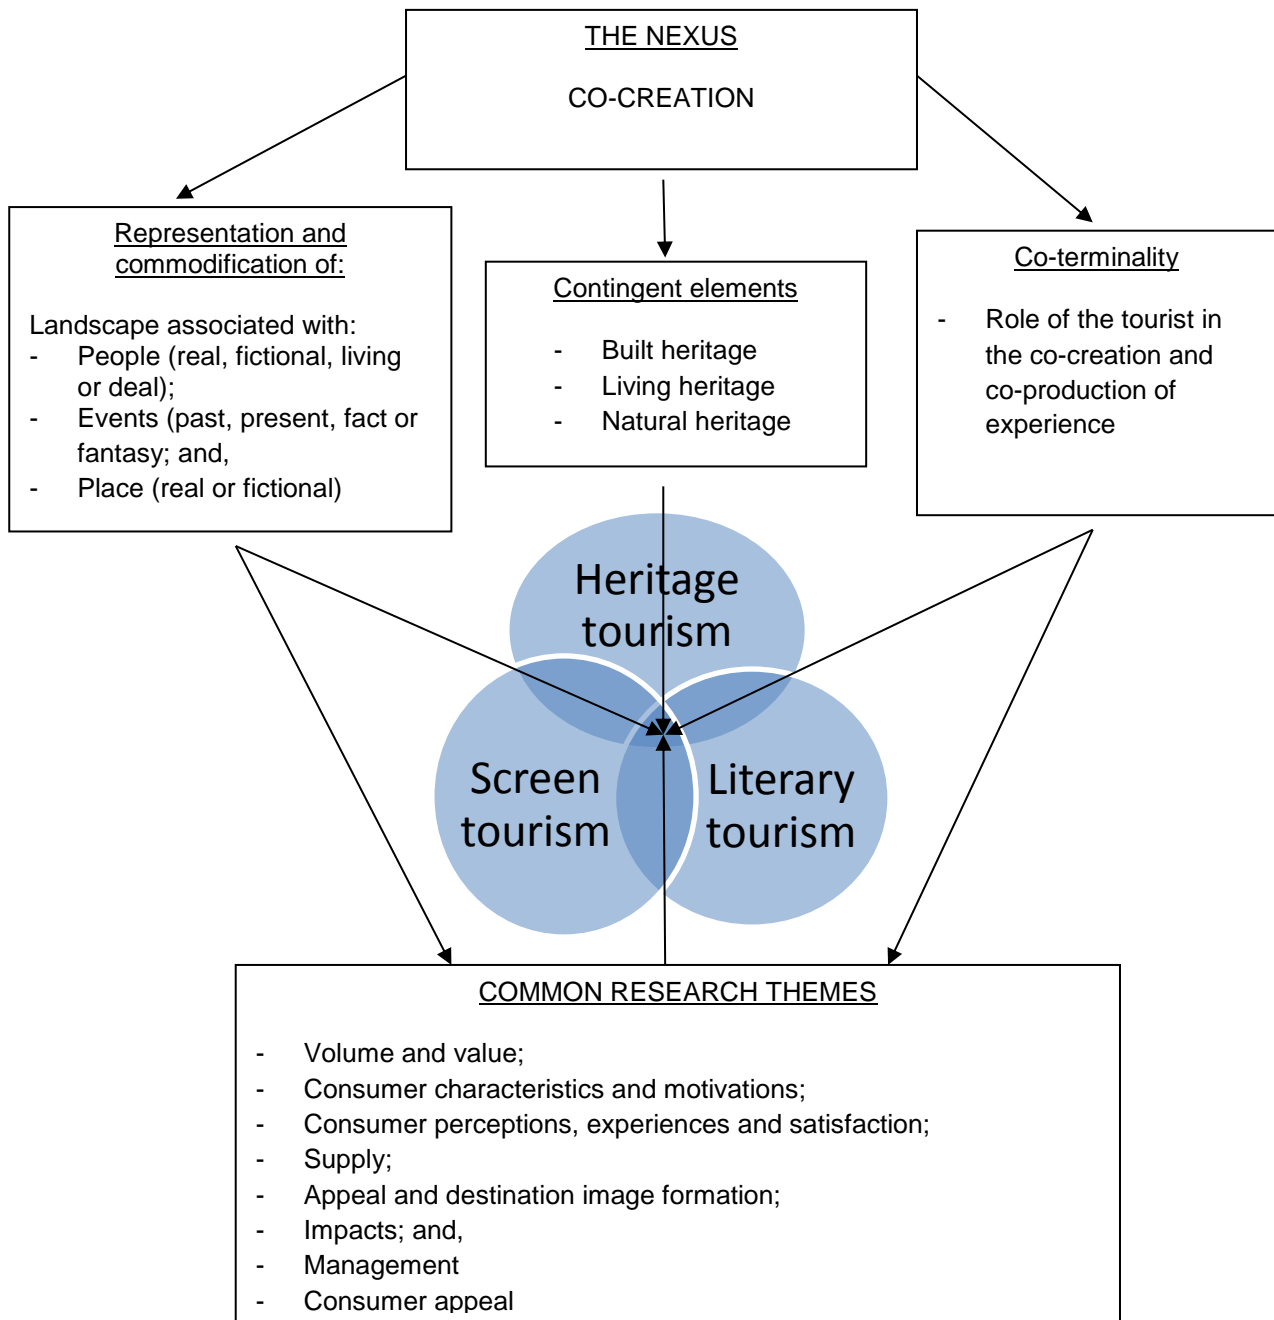 THE NEXUS
CO-CREATION
Representation and
commodification of:
Landscape associated with:
- People (real, fictional, living
or deal);
- Events (past, present, fact or
fantasy; and,
- Place (real or fictional)
Contingent elements
- Built heritage
- Living heritage
- Natural heritage
Co-terminality
- Role of the tourist in
the co-creation and
co-production of
experience
Heritage
tourism
Screen
tourism
Literary
tourism
COMMON RESEARCH THEMES
- Volume and value;
- Consumer characteristics and motivations;
- Consumer perceptions, experiences and satisfaction;
- Supply;
- Appeal and destination image formation;
- Impacts; and,
- Management
- Consumer appeal